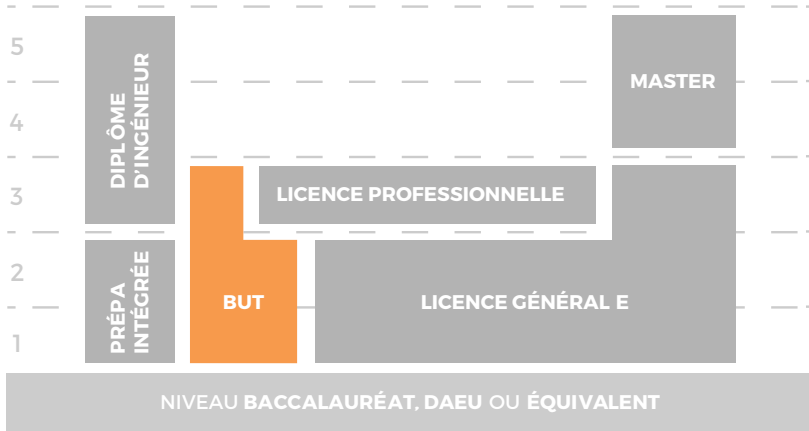 5
DIPLÔME
D'INGÉNIEUR
MASTER
4
3
LICENCE PROFESSIONNELLE
2
PRÉPA
INTÉGRÉE
BUT
LICENCE GÉNÉRALE
1
NIVEAU BACCALAURÉAT, DAEU OU ÉQUIVALENT